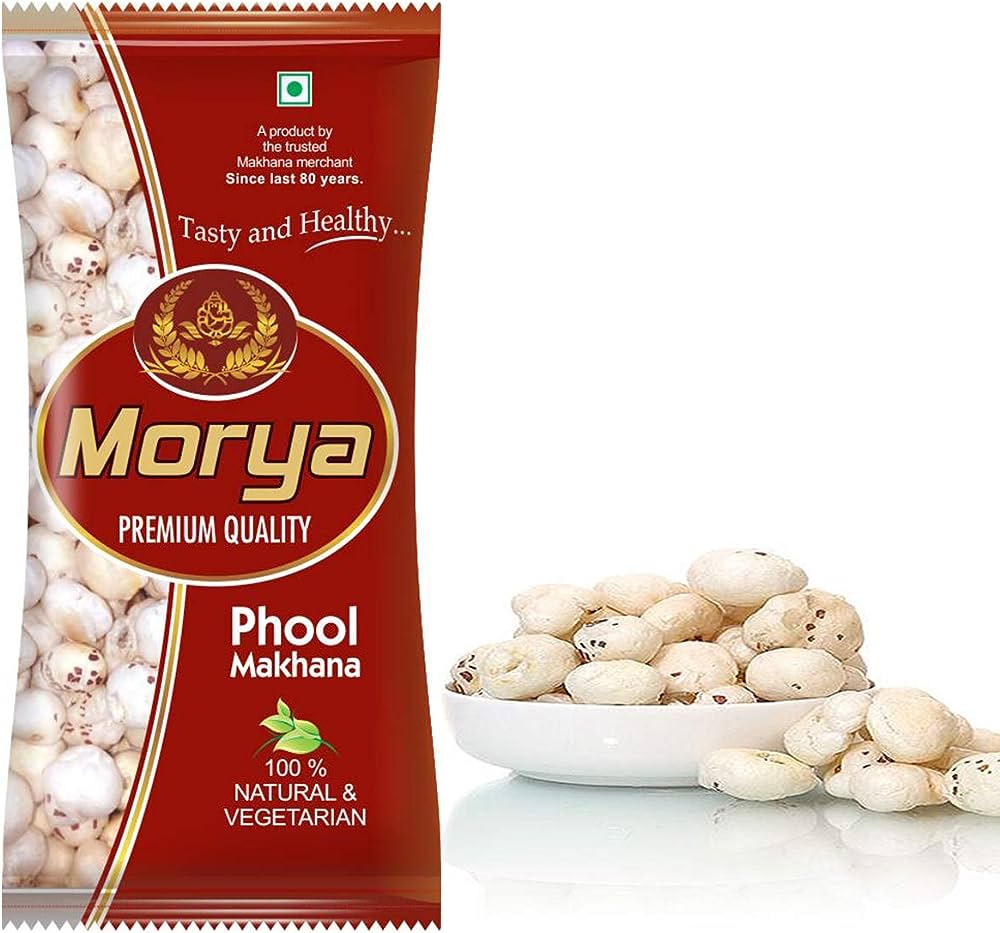 A product by
the trusted
Makhana merchant
Since last 80 years.
Tasty and Healthy...
Morya
PREMIUM QUALITY
Phool
Makhana
100 %
NATURAL &
VEGETARIAN